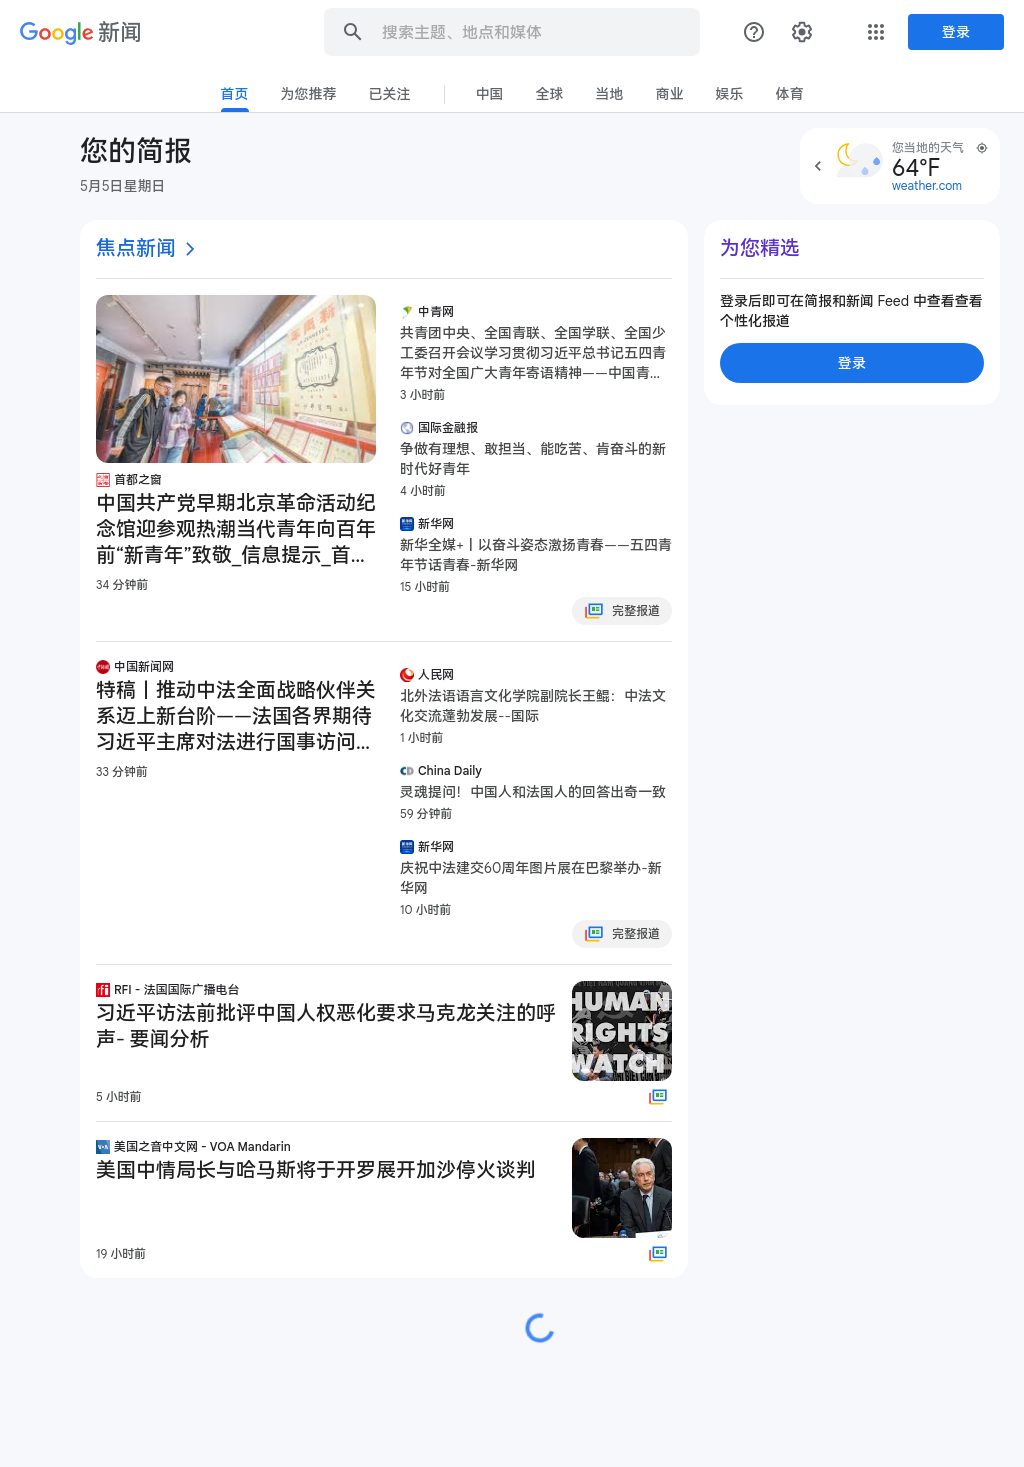 Google 新闻
搜索主题、地点和媒体
登录
首页
为您推荐
已关注
中国
全球
当地
商业
娱乐
体育
您的简报
5月5日星期日
您当地的天气
64°F
weather.com
焦点新闻
首都之窗
中国共产党早期北京革命活动纪
念馆迎参观热潮当代青年向百年
前“新青年”致敬_信息提示_首...
34 分钟前
中青网
共青团中央、全国青联、全国学联、全国少
工委召开会议学习贯彻习近平总书记五四青
年节对全国广大青年寄语精神——中国青...
3 小时前
国际金融报
争做有理想、敢担当、能吃苦、肯奋斗的新
时代好青年
4 小时前
新华网
新华全媒+丨以奋斗姿态激扬青春——五四青
年节话青春-新华网
15 小时前
完整报道
中国新闻网
特稿丨推动中法全面战略伙伴关
系迈上新台阶——法国各界期待
习近平主席对法进行国事访问...
33 分钟前
人民网
北外法语语言文化学院副院长王鲲：中法文
化交流蓬勃发展--国际
1 小时前
China Daily
灵魂提问！中国人和法国人的回答出奇一致
59 分钟前
新华网
庆祝中法建交60周年图片展在巴黎举办-新
华网
10 小时前
完整报道
RFI - 法国国际广播电台
习近平访法前批评中国人权恶化要求马克龙关注的呼
声- 要闻分析
5 小时前
HUMAN
RIGHTS
WATCH
美国之音中文网 - VOA Mandarin
美国中情局长与哈马斯将于开罗展开加沙停火谈判
19 小时前
为您精选
登录后即可在简报和新闻 Feed 中查看查看
个性化报道
登录